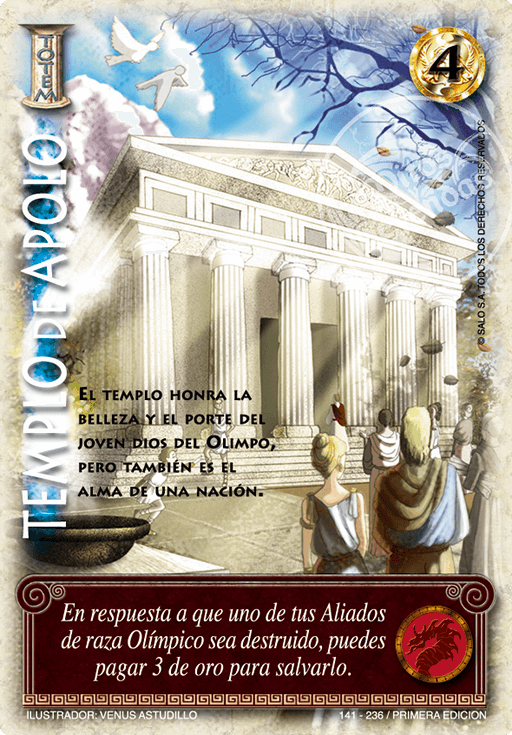 TOTEM
4
TEMPLO DE APOLO
© SALO S.A. TODOS LOS DERECHOS RESERVADOS
EL TEMPLO HONRA LA
BELLEZA Y EL PORTE DEL
JOVEN DIOS DEL OLIMPO,
PERO TAMBIÉN ES EL
ALMA DE UNA NACIÓN.
En respuesta a que uno de tus Aliados
de raza Olímpico sea destruido, puedes
pagar 3 de oro para salvarlo.
ILUSTRADOR: VENUS ASTUDILLO
141 - 236 / PRIMERA EDICION